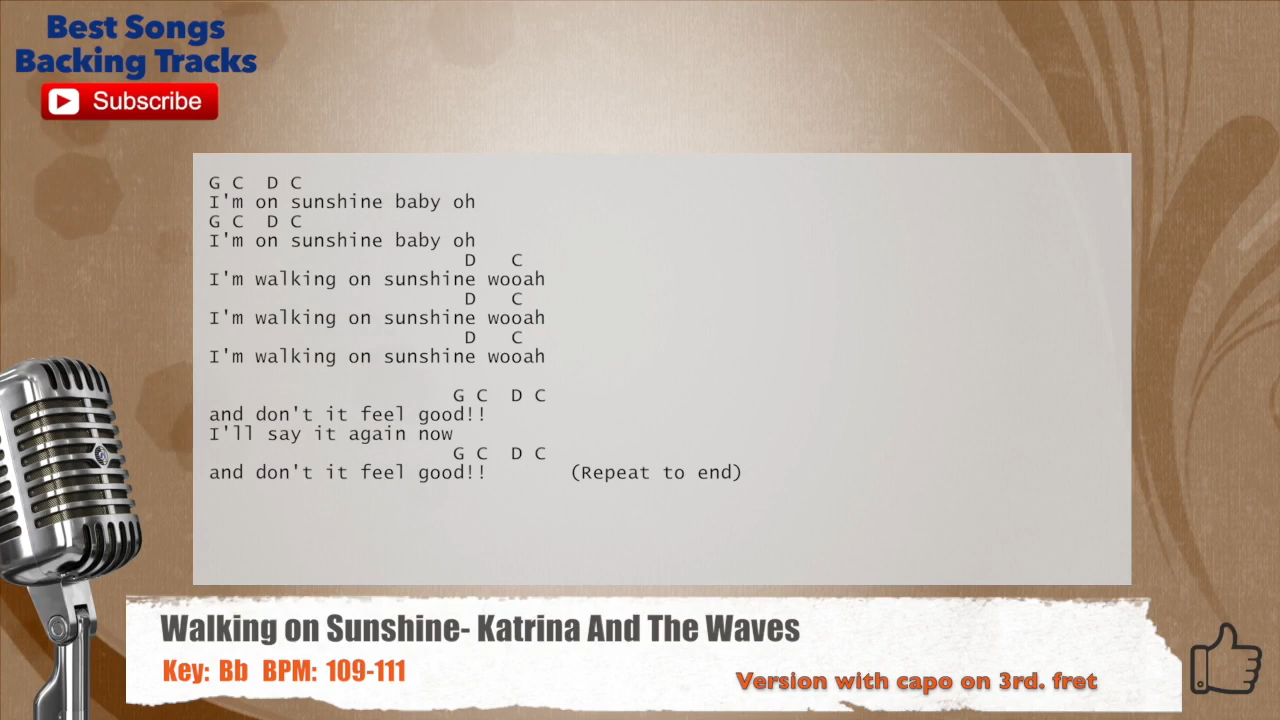 Best Songs
Backing Tracks
Subscribe
G C  D C
I'm on sunshine baby oh
G C  D C
I'm on sunshine baby oh
                      D   C
I'm walking on sunshine wooah
                      D   C
I'm walking on sunshine wooah
                      D   C
I'm walking on sunshine wooah
                     G C  D C
and don't it feel good!!
I'll say it again now
                     G C  D C
and don't it feel good!!       (Repeat to end)
Walking on Sunshine- Katrina And The Waves
Key: Bb  BPM: 109-111
Version with capo on 3rd. fret